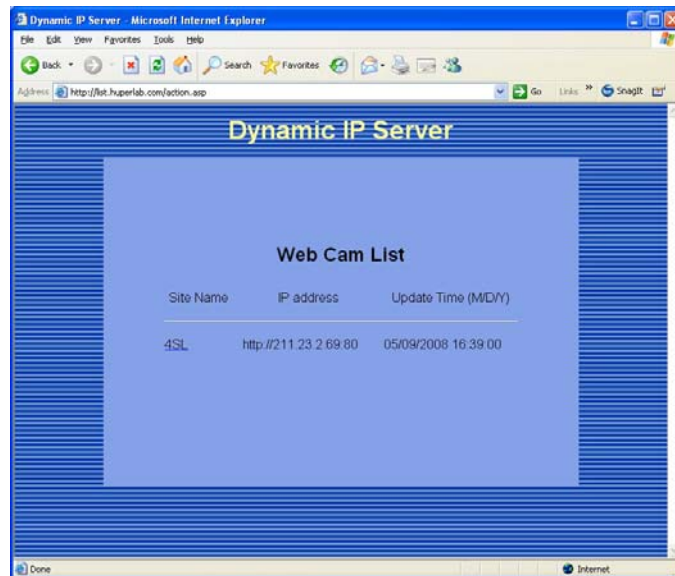 Dynamic IP Server - Microsoft Internet Explorer
File Edit View Favorites Tools Help
Back Search Favorites
Address http://list.huperlab.com/action.asp Go Links » SnagIt
Dynamic IP Server
Web Cam List
Site Name IP address Update Time (M/D/Y)
4SL http://211.23.2.69:80 05/09/2008 16:39:00
Done Internet